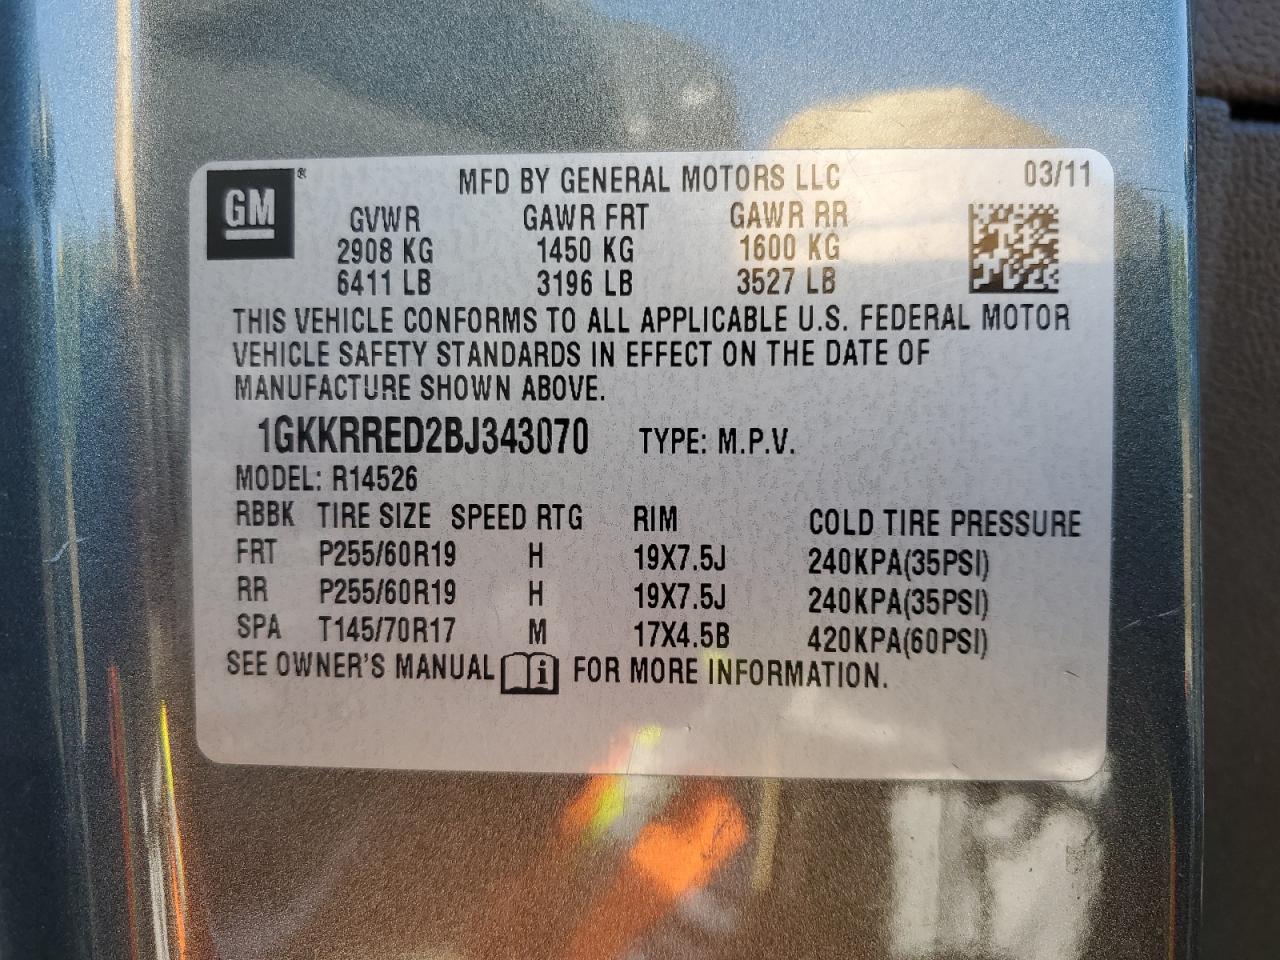 GM® MFD BY GENERAL MOTORS LLC 03/11
GVWR GAWR FRT GAWR RR
2908 KG 1450 KG 1600 KG
6411 LB 3196 LB 3527 LB
THIS VEHICLE CONFORMS TO ALL APPLICABLE U.S. FEDERAL MOTOR
VEHICLE SAFETY STANDARDS IN EFFECT ON THE DATE OF
MANUFACTURE SHOWN ABOVE.
1GKKRRED2BJ343070 TYPE: M.P.V.
MODEL: R14526
RBBK TIRE SIZE SPEED RTG RIM COLD TIRE PRESSURE
FRT P255/60R19 H 19X7.5J 240KPA(35PSI)
RR P255/60R19 H 19X7.5J 240KPA(35PSI)
SPA T145/70R17 M 17X4.5B 420KPA(60PSI)
SEE OWNER'S MANUAL i FOR MORE INFORMATION.